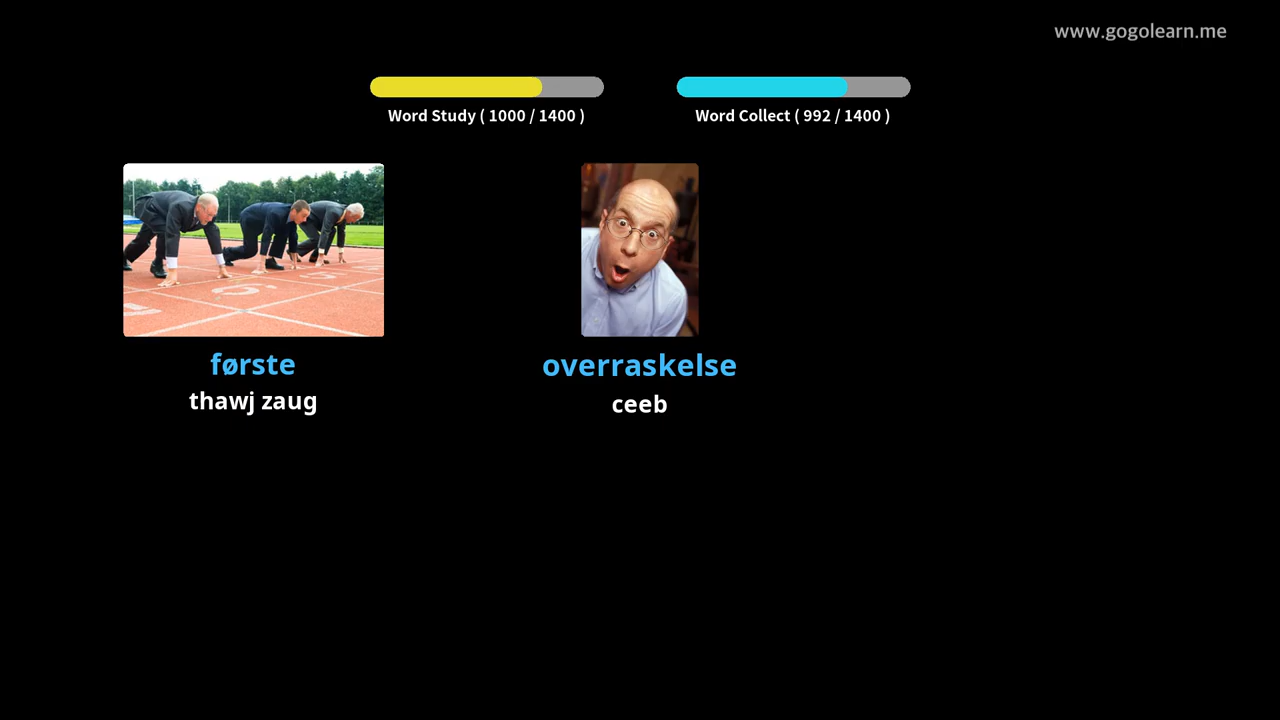 www.gogolearn.me
Word Study ( 1000 / 1400 )
Word Collect ( 992 / 1400 )
første
thawj zaug
overraskelse
ceeb